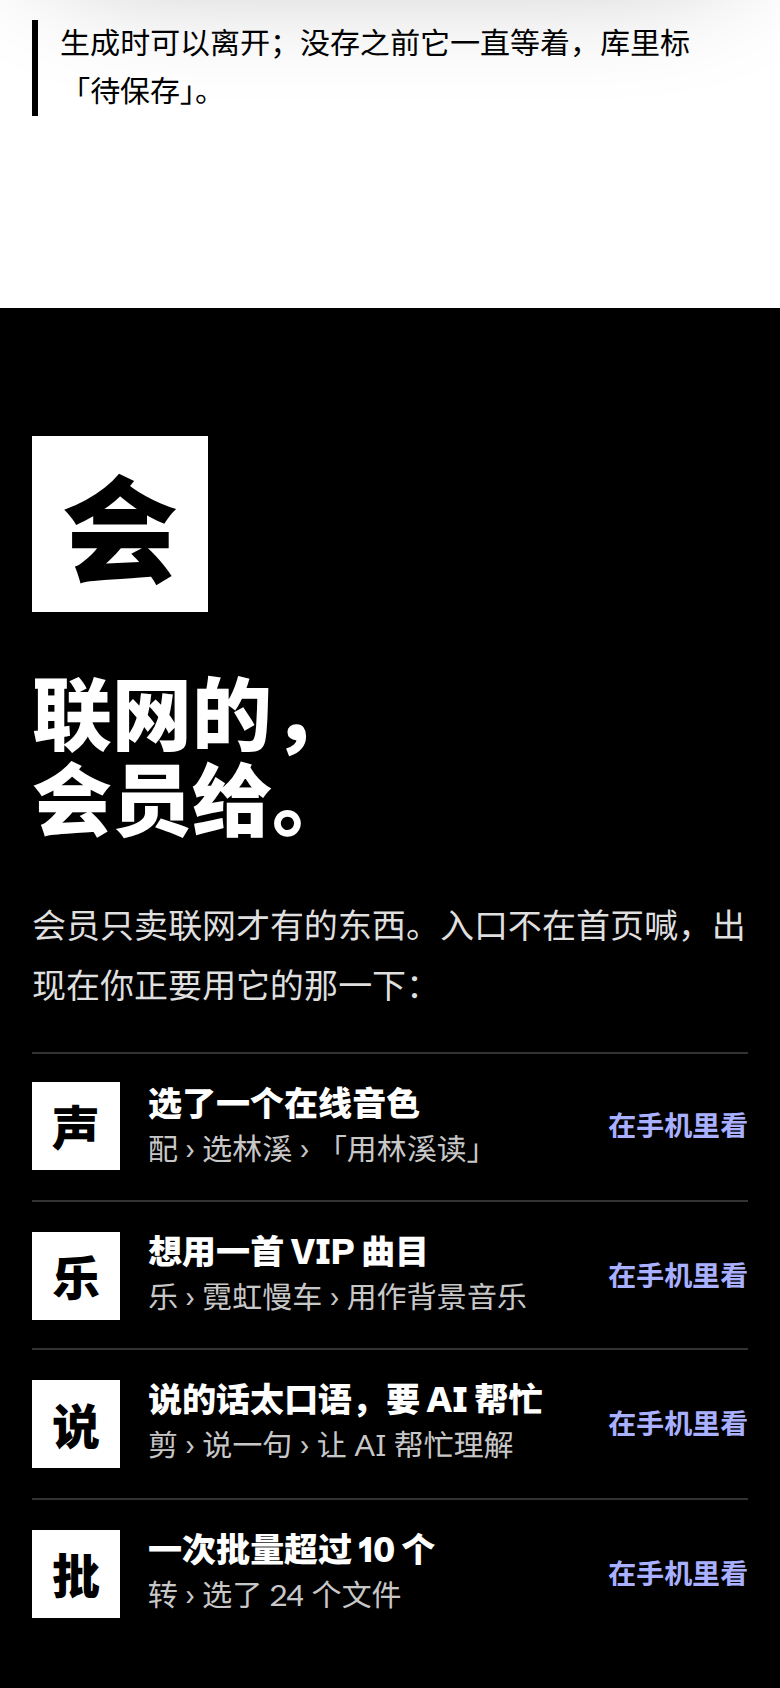 生成时可以离开；没存之前它一直等着，库里标
「待保存」。
会
联网的，
会员给。
会员只卖联网才有的东西。入口不在首页喊，出
现在你正要用它的那一下：
声
选了一个在线音色
配 › 选林溪 › 「用林溪读」
在手机里看
乐
想用一首 VIP 曲目
乐 › 霓虹慢车 › 用作背景音乐
在手机里看
说
说的话太口语，要 AI 帮忙
剪 › 说一句 › 让 AI 帮忙理解
在手机里看
批
一次批量超过 10 个
转 › 选了 24 个文件
在手机里看